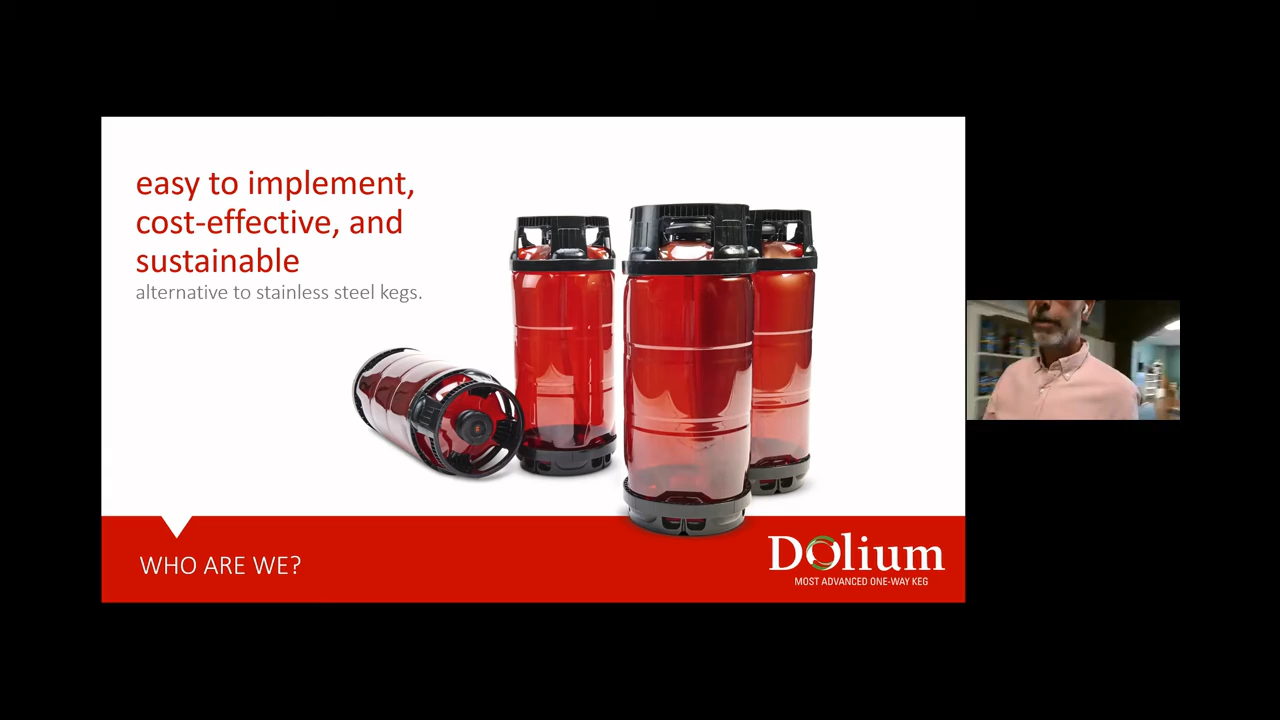 easy to implement,
cost-effective, and
sustainable
alternative to stainless steel kegs.
WHO ARE WE?
Dolium
MOST ADVANCED ONE-WAY KEG